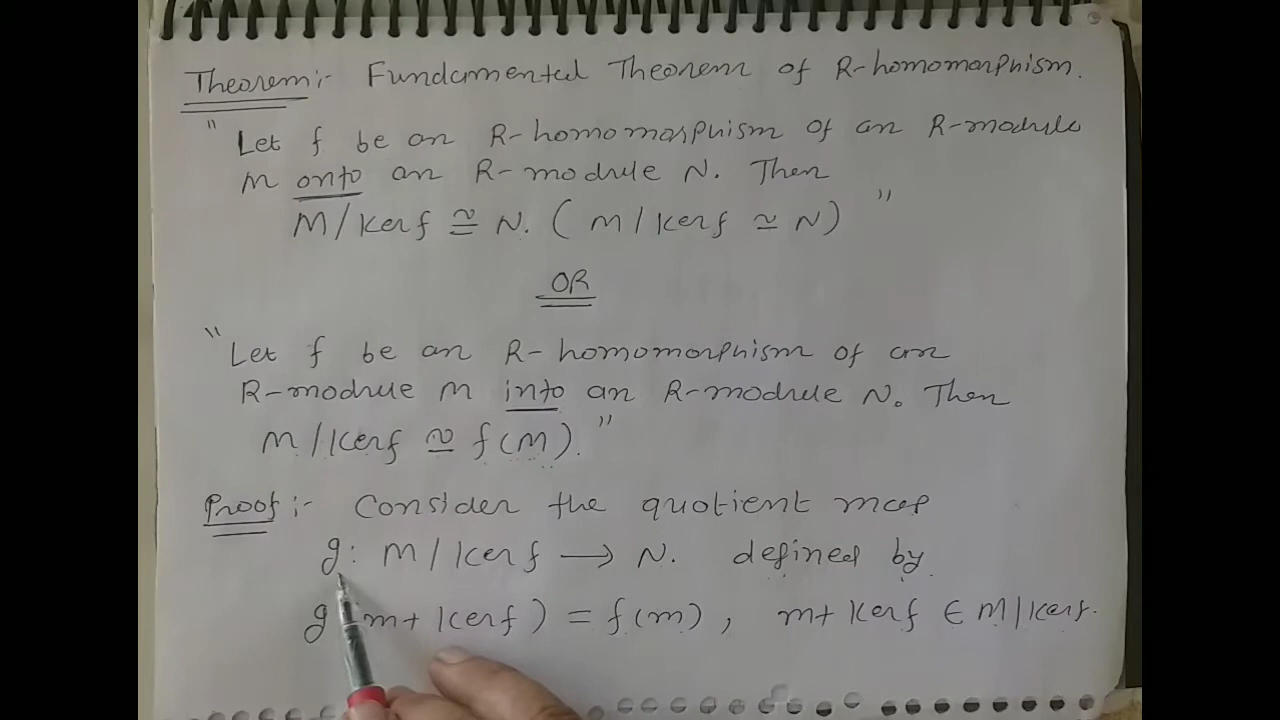 Theorem:- Fundamental Theorem of R-homomorphism.
"Let f be an R-homomorphism of an R-module
M onto an R-module N. Then
M/Kerf ≅ N. (M/Kerf ≃ N)"
OR
"Let f be an R-homomorphism of an
R-module M into an R-module N. Then
M/Kerf ≃ f(M)."
Proof:- Consider the quotient map
g: M/Kerf → N. defined by
g(m+Kerf) = f(m), m+Kerf ∈ M/Kerf.